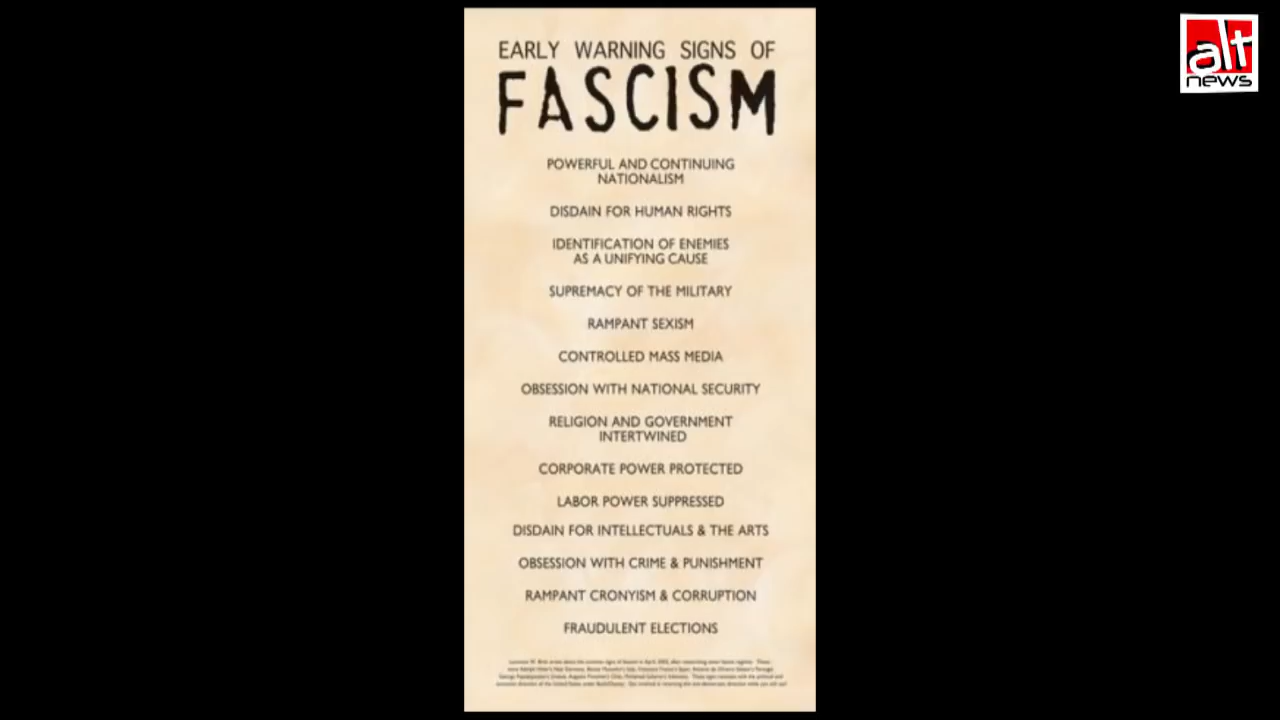 EARLY WARNING SIGNS OF
FASCISM
POWERFUL AND CONTINUING
NATIONALISM
DISDAIN FOR HUMAN RIGHTS
IDENTIFICATION OF ENEMIES
AS A UNIFYING CAUSE
SUPREMACY OF THE MILITARY
RAMPANT SEXISM
CONTROLLED MASS MEDIA
OBSESSION WITH NATIONAL SECURITY
RELIGION AND GOVERNMENT
INTERTWINED
CORPORATE POWER PROTECTED
LABOR POWER SUPPRESSED
DISDAIN FOR INTELLECTUALS & THE ARTS
OBSESSION WITH CRIME & PUNISHMENT
RAMPANT CRONYISM & CORRUPTION
FRAUDULENT ELECTIONS
alt
news